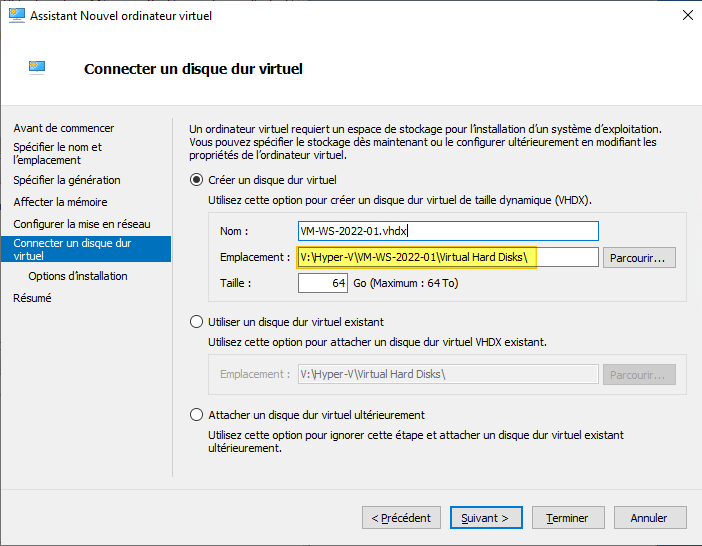 Assistant Nouvel ordinateur virtuel
Connecter un disque dur virtuel
Avant de commencer
Spécifier le nom et
l'emplacement
Spécifier la génération
Affecter la mémoire
Configurer la mise en réseau
Connecter un disque dur
virtuel
Options d'installation
Résumé
Un ordinateur virtuel requiert un espace de stockage pour l'installation d'un système d'exploitation.
Vous pouvez spécifier le stockage dès maintenant ou le configurer ultérieurement en modifiant les
propriétés de l'ordinateur virtuel.
Créer un disque dur virtuel
Utilisez cette option pour créer un disque dur virtuel de taille dynamique (VHDX).
Nom : VM-WS-2022-01.vhdx
Emplacement : V:\Hyper-V\VM-WS-2022-01\Virtual Hard Disks\ Parcourir...
Taille : 64 Go (Maximum : 64 To)
Utiliser un disque dur virtuel existant
Utilisez cette option pour attacher un disque dur virtuel VHDX existant.
Emplacement : V:\Hyper-V\Virtual Hard Disks\ Parcourir...
Attacher un disque dur virtuel ultérieurement
Utilisez cette option pour ignorer cette étape et attacher un disque dur virtuel existant
ultérieurement.
< Précédent Suivant > Terminer Annuler